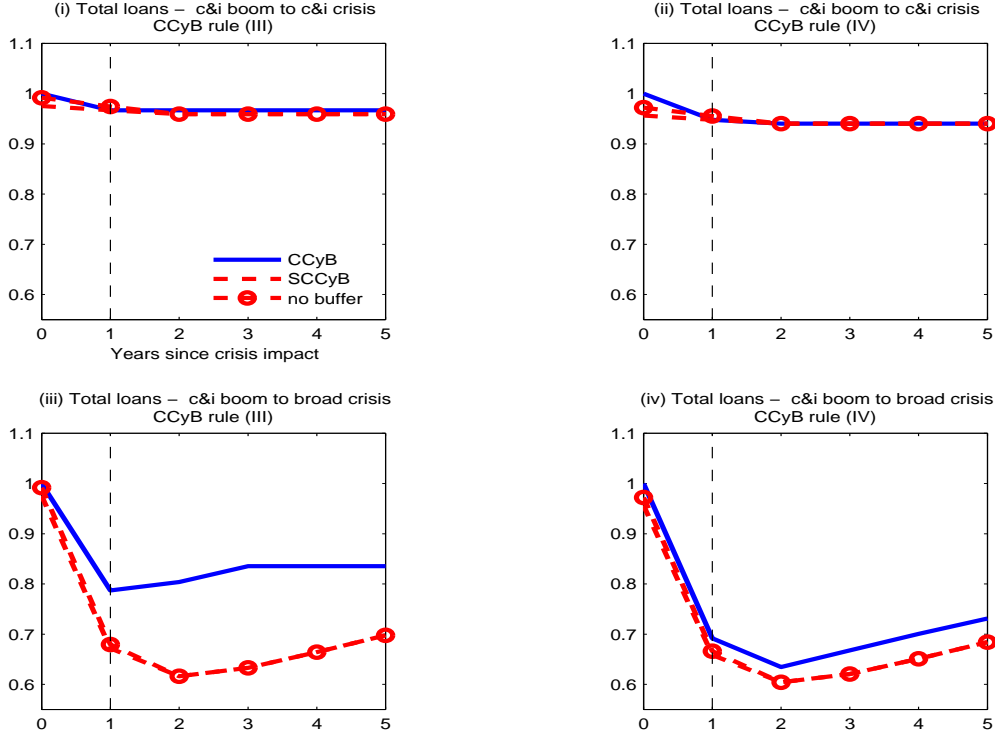 (i) Total loans – c&i boom to c&i crisis
CCyB rule (III)
1.1
1
0.9
0.8
0.7
0.6
CCyB
SCCyB
no buffer
0 1 2 3 4 5
Years since crisis impact
(ii) Total loans – c&i boom to c&i crisis
CCyB rule (IV)
1.1
1
0.9
0.8
0.7
0.6
0 1 2 3 4 5
(iii) Total loans – c&i boom to broad crisis
CCyB rule (III)
1.1
1
0.9
0.8
0.7
0.6
0 1 2 3 4 5
(iv) Total loans – c&i boom to broad crisis
CCyB rule (IV)
1.1
1
0.9
0.8
0.7
0.6
0 1 2 3 4 5